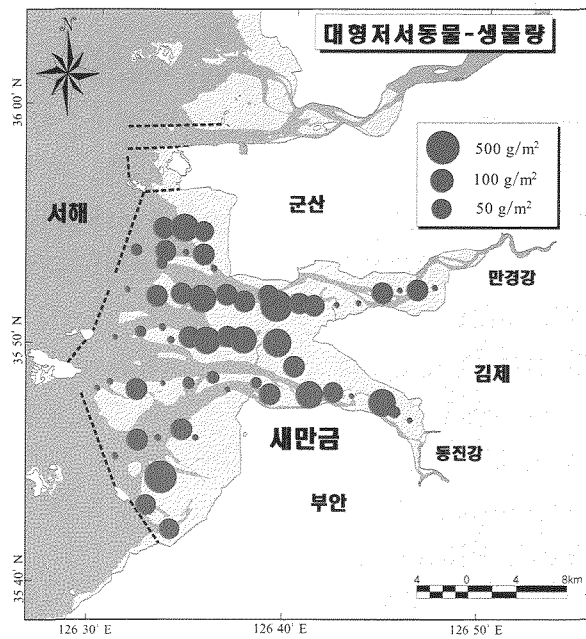 N
대형저서동물-생물량
36 00' N
500 g/m²
100 g/m²
50 g/m²
서해
군산
만경강
35 50' N
김제
새만금
동진강
부안
35 40' N
4 0 4 8km
126 30' E
126 40' E
126 50' E